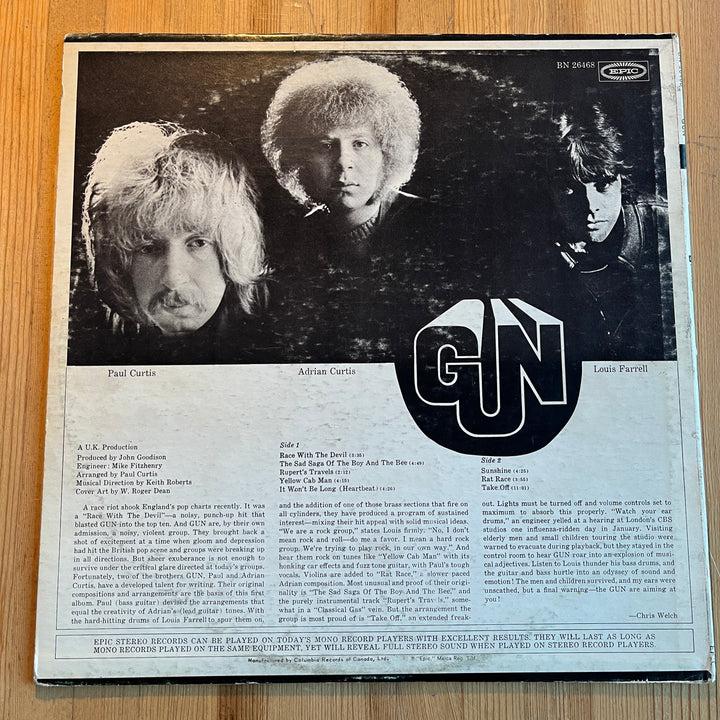 BN 26468 EPIC
Paul Curtis
Adrian Curtis
Louis Farrell
GUN
A U.K. Production
Produced by John Goodison
Engineer: Mike Fitzhenry
Arranged by Paul Curtis
Musical Direction by Keith Roberts
Cover Art by W. Roger Dean
Side 1
Race With The Devil (3:35)
The Sad Saga Of The Boy And The Bee (4:49)
Rupert's Travels (2:12)
Yellow Cab Man (4:15)
It Won't Be Long (Heartbeat) (4:26)
Side 2
Sunshine (4:25)
Rat Race (3:55)
Take Off (11:01)
A race riot shook England's pop charts recently. It was
a "Race With The Devil"—a noisy, punch-up hit that
blasted GUN into the top ten. And GUN are, by their own
admission, a noisy, violent group. They brought back a
shot of excitement at a time when gloom and depression
had hit the British pop scene and groups were breaking up
in all directions. But sheer exuberance is not enough to
survive under the critical glare directed at today's groups.
Fortunately, two of the brothers GUN, Paul and Adrian
Curtis, have a developed talent for writing. Their original
compositions and arrangements are the basis of this first
album. Paul (bass guitar) devised the arrangements that
equal the creativity of Adrian's (lead guitar) tones. With
the hard-hitting drums of Louis Farrell to spur them on,
and the addition of one of those brass sections that fire on
all cylinders, they have produced a program of sustained
interest—mixing their hit appeal with solid musical ideas.
"We are a rock group," states Louis firmly. "No, I don't
mean rock and roll—do me a favor. I mean a hard rock
group. We're trying to play rock, in our own way." And
hear them rock on tunes like "Yellow Cab Man" with its
honking car effects and fuzz tone guitar, with Paul's tough
vocals. Violins are added to "Rat Race," a slower paced
Adrian composition. Most unusual and proof of their origi-
nality is "The Sad Saga Of The Boy And The Bee," and
the purely instrumental track "Rupert's Travels," some-
what in a "Classical Gas" vein. But the arrangement
the group is most proud of is "Take Off," an extended freak-
out. Lights must be turned off and volume controls set to
maximum to absorb this properly. "Watch your ear
drums," an engineer yelled at a hearing at London's CBS
studios one influenza-ridden day in January. Visiting
elderly men and small children touring the studio were
warned to evacuate during playback, but they stayed in the
control room to hear GUN roar into an explosion of musi-
cal adjectives. Listen to Louis thunder his bass drums, and
the guitar and bass hurtle into an odyssey of sound and
emotion! The men and children survived, and my ears were
unscathed, but a final warning—the GUN are aiming at
you!
—Chris Welch
EPIC STEREO RECORDS CAN BE PLAYED ON TODAY'S MONO RECORD PLAYERS WITH EXCELLENT RESULTS. THEY WILL LAST AS LONG AS
MONO RECORDS PLAYED ON THE SAME EQUIPMENT, YET WILL REVEAL FULL STEREO SOUND WHEN PLAYED ON STEREO RECORD PLAYERS.
Manufactured by Columbia Records of Canada, Ltd. "Epic," Marca Reg.